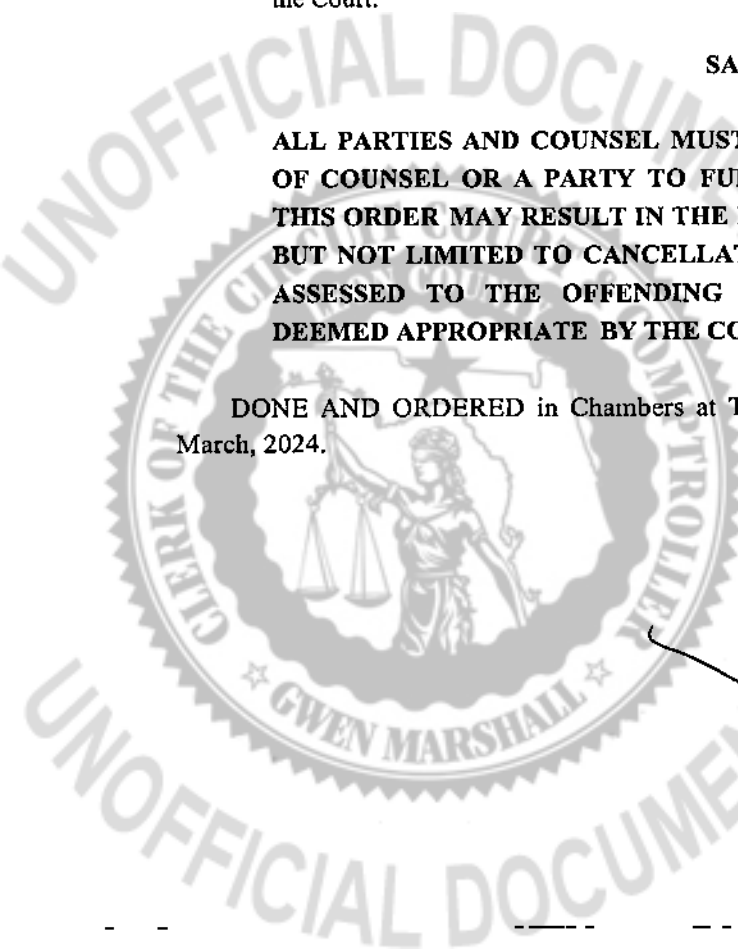 the Court.
SA
ALL PARTIES AND COUNSEL MUST
OF COUNSEL OR A PARTY TO FUI
THIS ORDER MAY RESULT IN THE
BUT NOT LIMITED TO CANCELLAT
ASSESSED TO THE OFFENDING
DEEMED APPROPRIATE BY THE CO
DONE AND ORDERED in Chambers at T
March, 2024.
UNOFFICIAL DOCUMEN
CLERK OF THE CI
COMPTROLLER
GWEN MARSHALL
UNOFFICIAL DOCUME